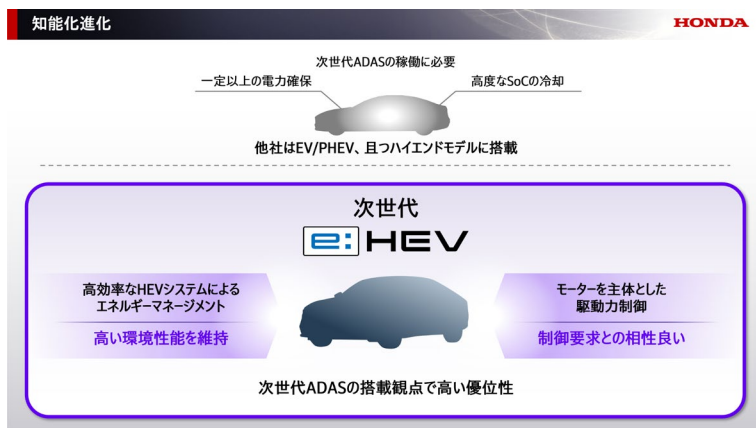 知能化進化
HONDA
次世代ADASの稼働に必要
一定以上の電力確保
高度なSoCの冷却
他社はEV/PHEV、且つハイエンドモデルに搭載
次世代
e:HEV
高効率なHEVシステムによる
エネルギーマネージメント
高い環境性能を維持
モーターを主体とした
駆動力制御
制御要求との相性良い
次世代ADASの搭載観点で高い優位性